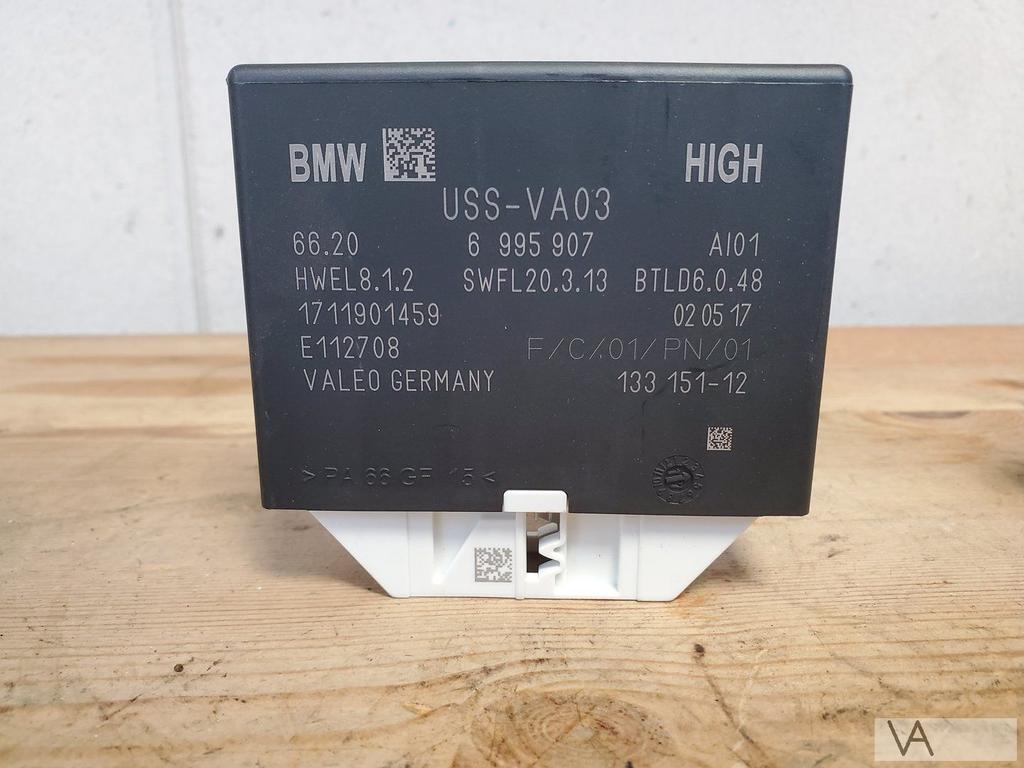 BMW HIGH
USS-VA03
66.20 6 995 907 AI01
HWEL8.1.2 SWFL20.3.13 BTLD6.0.48
1711901459 02 05 17
E112708 F/C/01/PN/01
VALEO GERMANY 133 151-12
>PA 66 GF 15<
VA